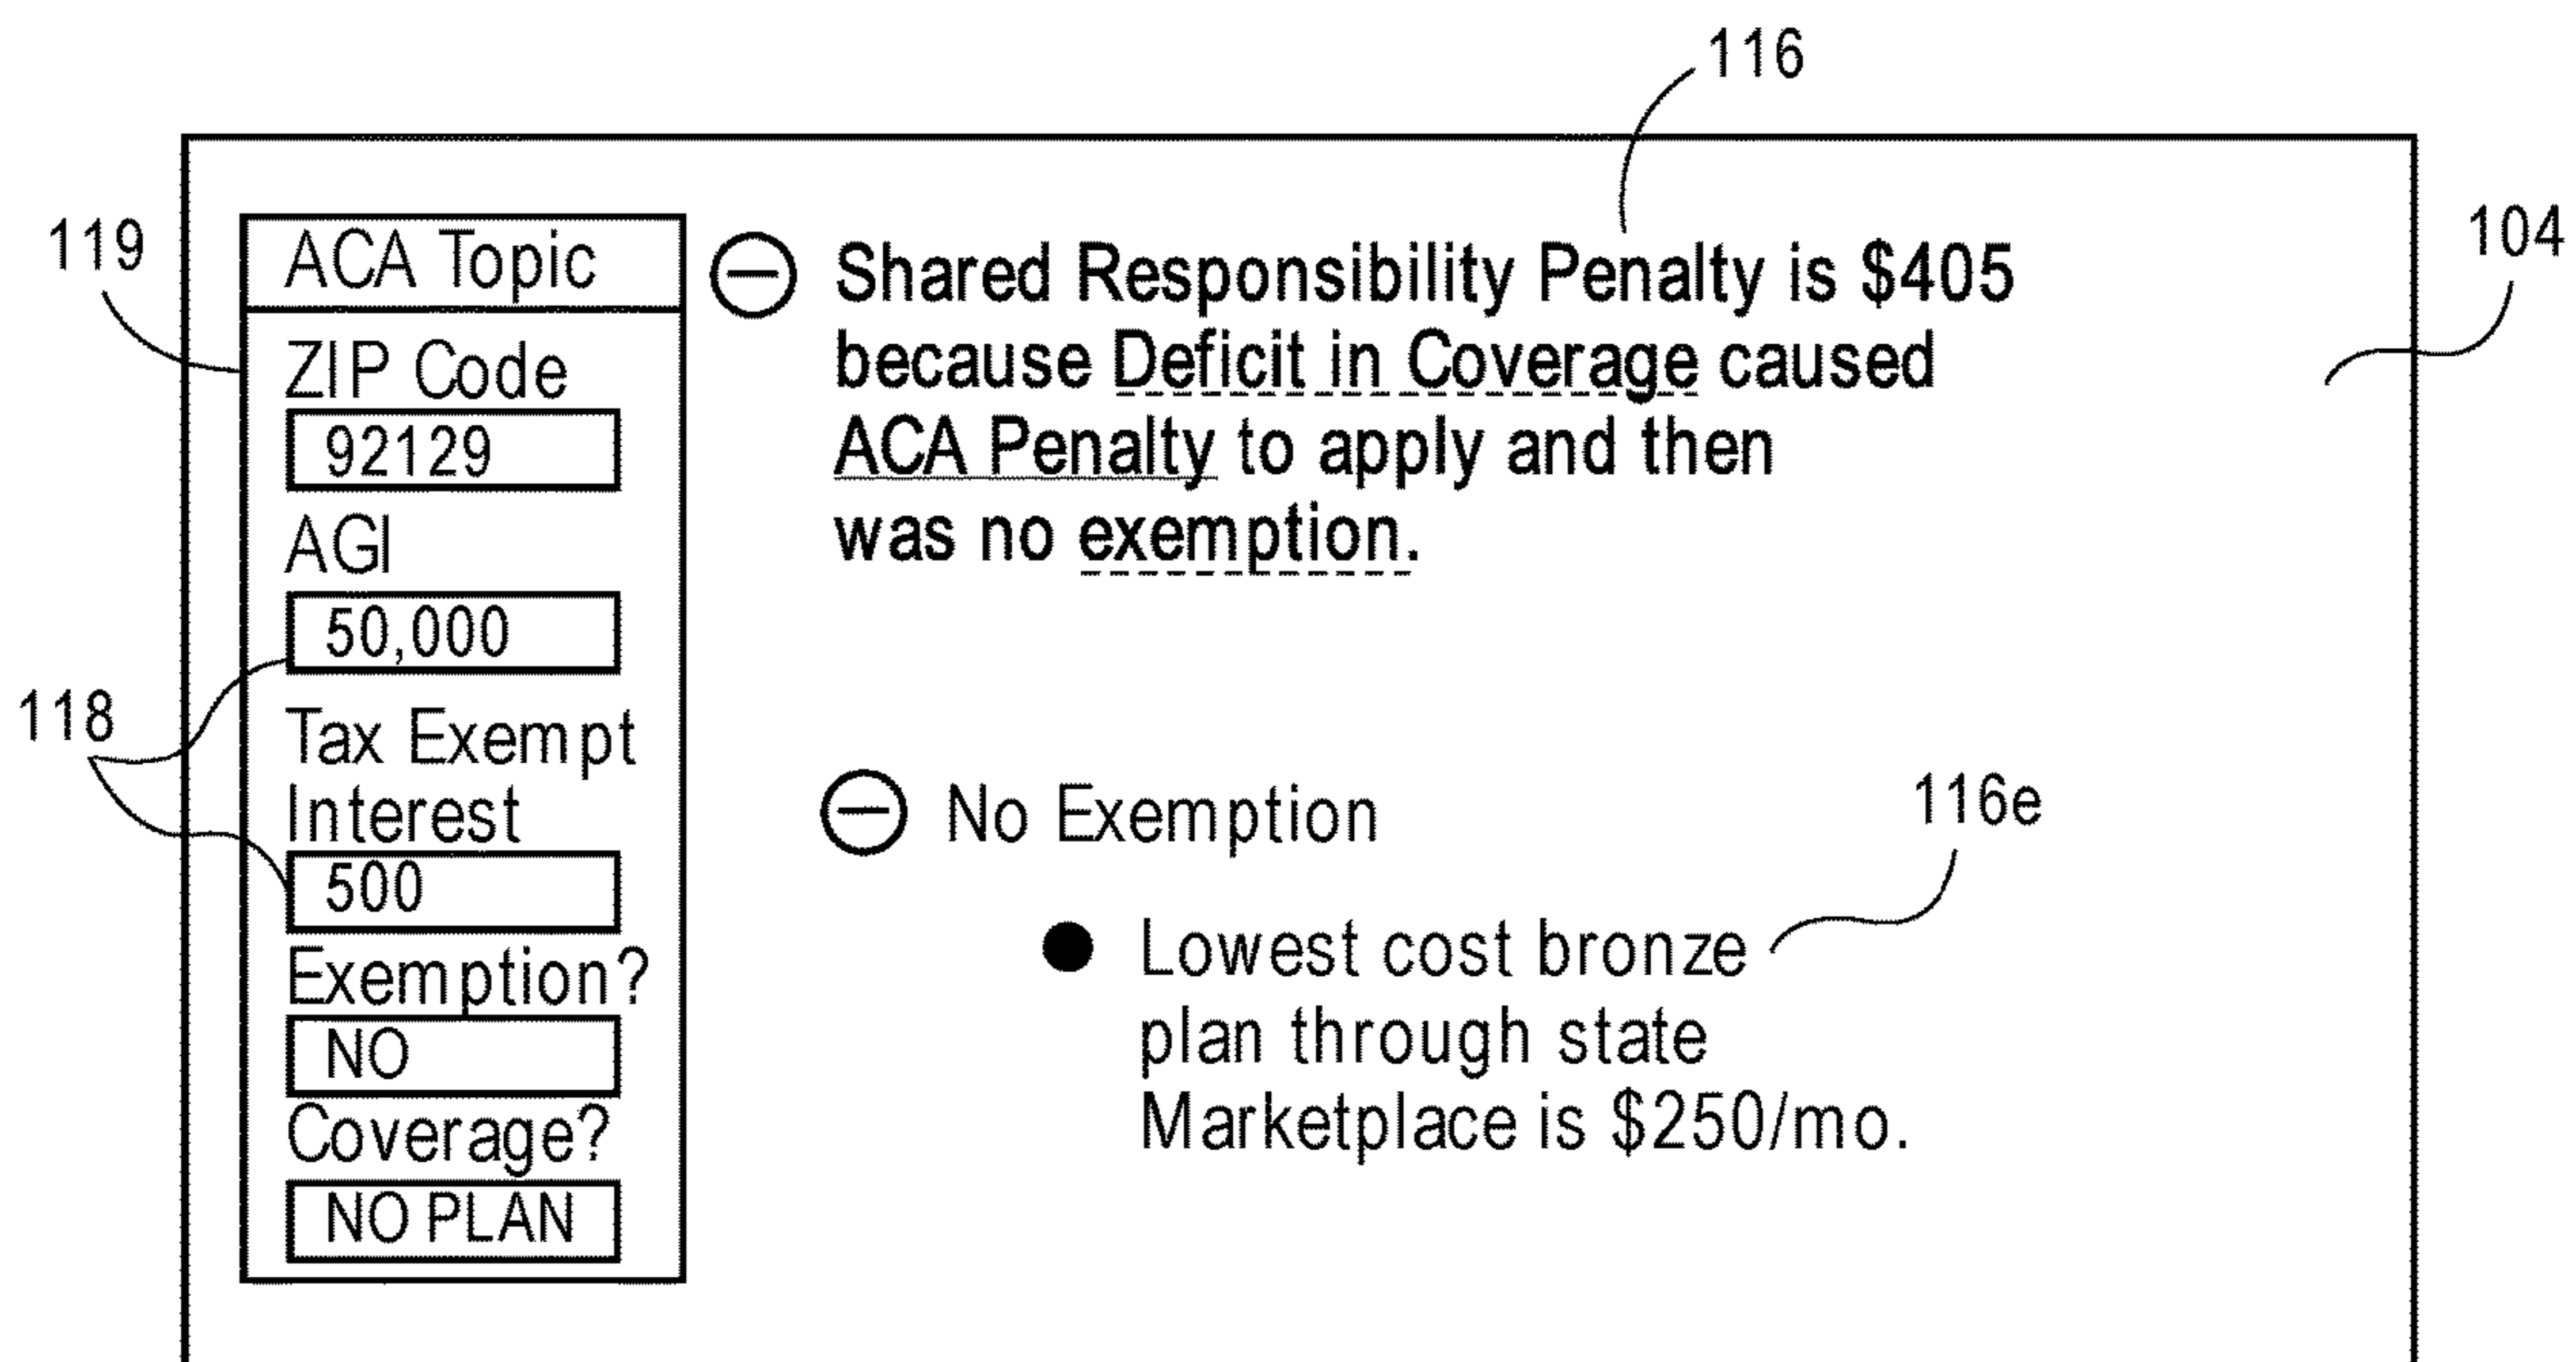 116
119
104
ACA Topic
ZIP Code
92129
AGI
50,000
118
Tax Exempt
Interest
500
Exemption?
NO
Coverage?
NO PLAN
Shared Responsibility Penalty is $405
because Deficit in Coverage caused
ACA Penalty to apply and then
was no exemption.
No Exemption
116e
Lowest cost bronze
plan through state
Marketplace is $250/mo.